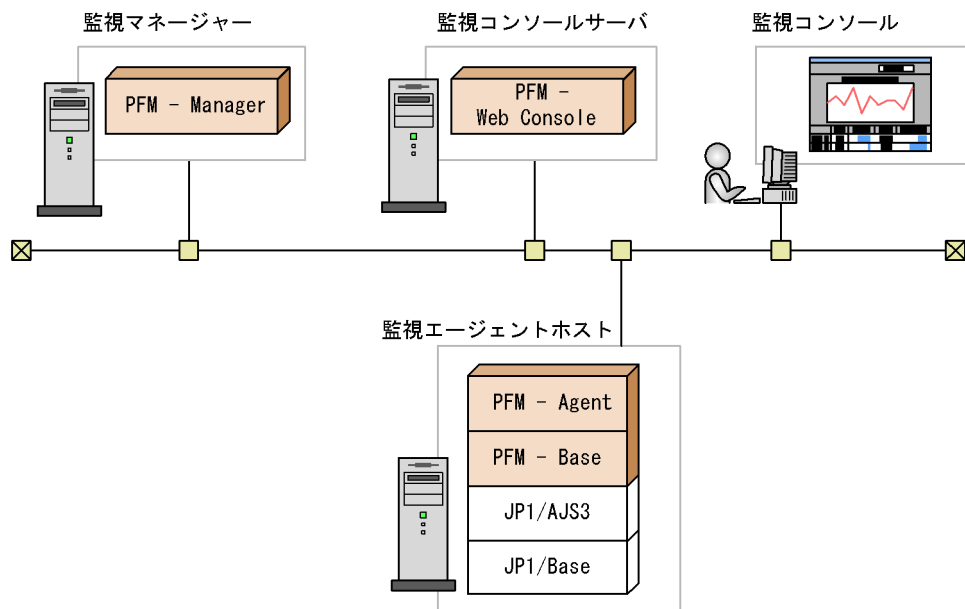 監視マネージャー
監視コンソールサーバ
監視コンソール
PFM - Manager
PFM -
Web Console
監視エージェントホスト
PFM - Agent
PFM - Base
JP1/AJS3
JP1/Base